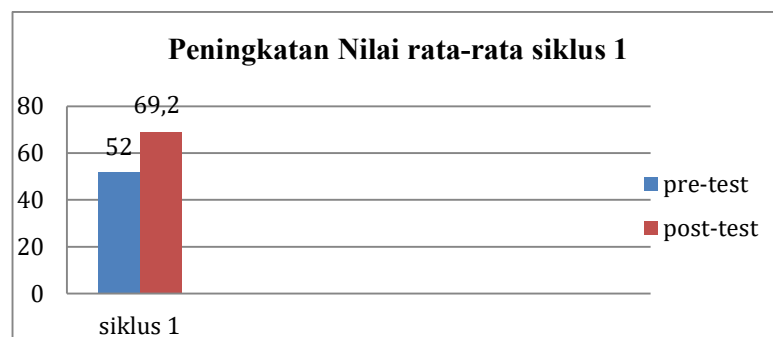 Peningkatan Nilai rata-rata siklus 1
80
60
40
20
0
52
69,2
siklus 1
pre-test
post-test